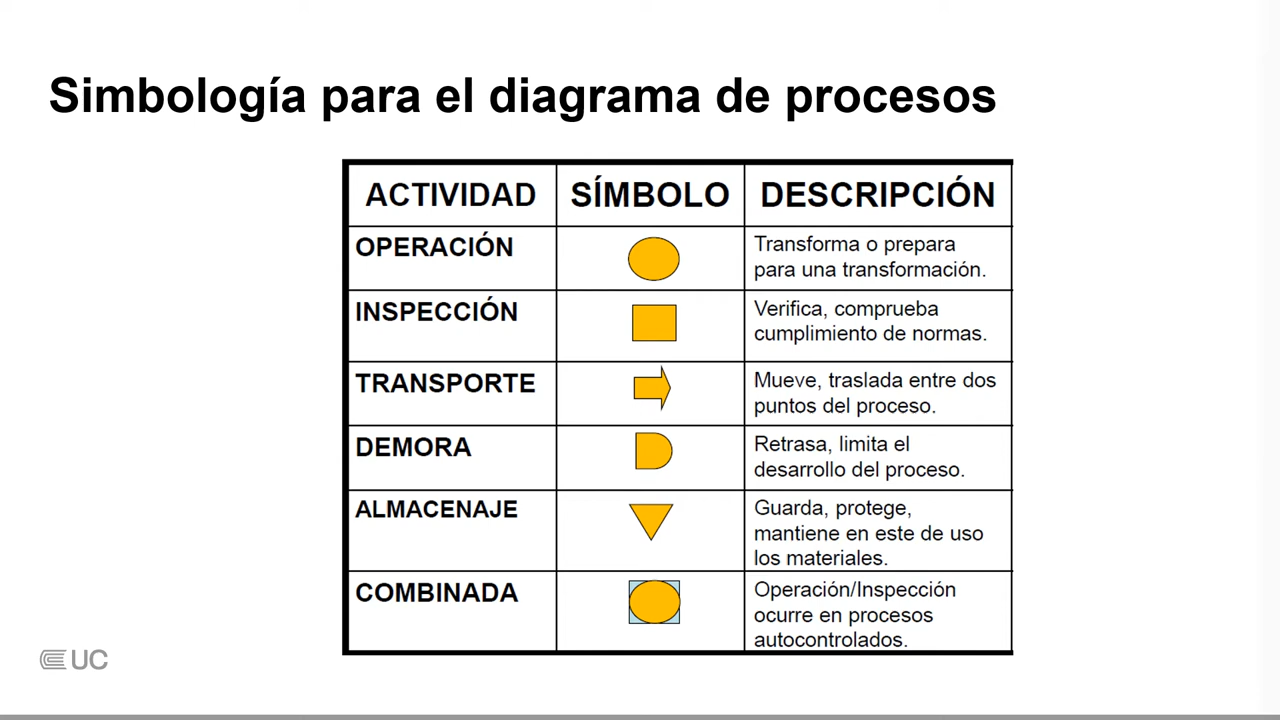 Simbología para el diagrama de procesos
ACTIVIDAD SÍMBOLO DESCRIPCIÓN
OPERACIÓN
Transforma o prepara
para una transformación.
INSPECCIÓN
Verifica, comprueba
cumplimiento de normas.
TRANSPORTE
Mueve, traslada entre dos
puntos del proceso.
DEMORA
Retrasa, limita el
desarrollo del proceso.
ALMACENAJE
Guarda, protege,
mantiene en este de uso
los materiales.
COMBINADA
Operación/Inspección
ocurre en procesos
autocontrolados.
UC